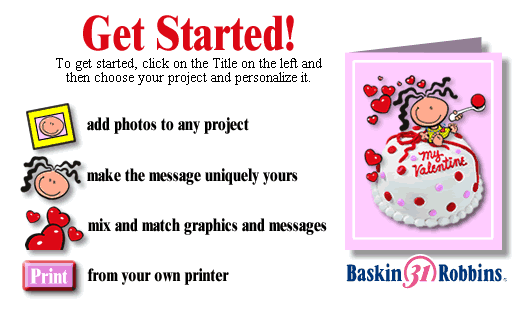 Get Started!
To get started, click on the Title on the left and
then choose your project and personalize it.
add photos to any project
make the message uniquely yours
mix and match graphics and messages
Print from your own printer
My
Valentine
Baskin 31 Robbins